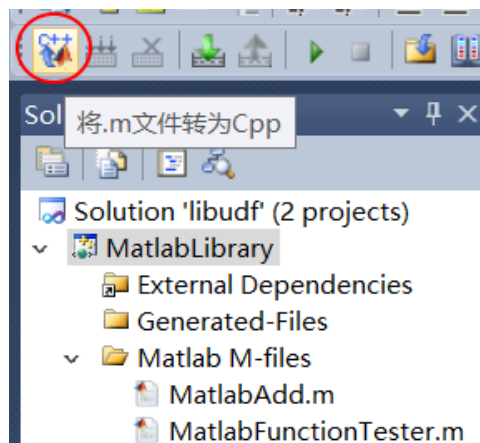 C++
Sol
将.m文件转为Cpp
Solution 'libudf' (2 projects)
MatlabLibrary
External Dependencies
Generated-Files
Matlab M-files
MatlabAdd.m
MatlabFunctionTester.m